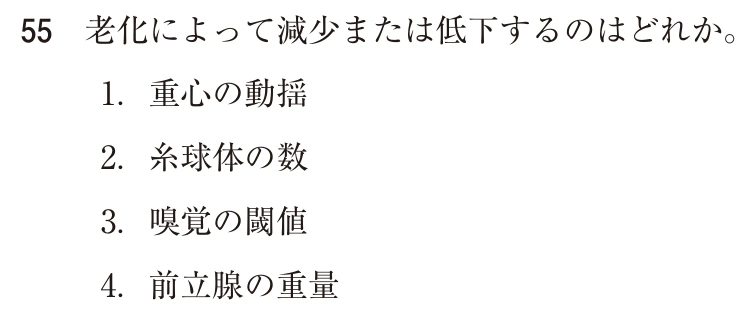 55 老化によって減少または低下するのはどれか。
1. 重心の動揺
2. 糸球体の数
3. 嗅覚の閾値
4. 前立腺の重量